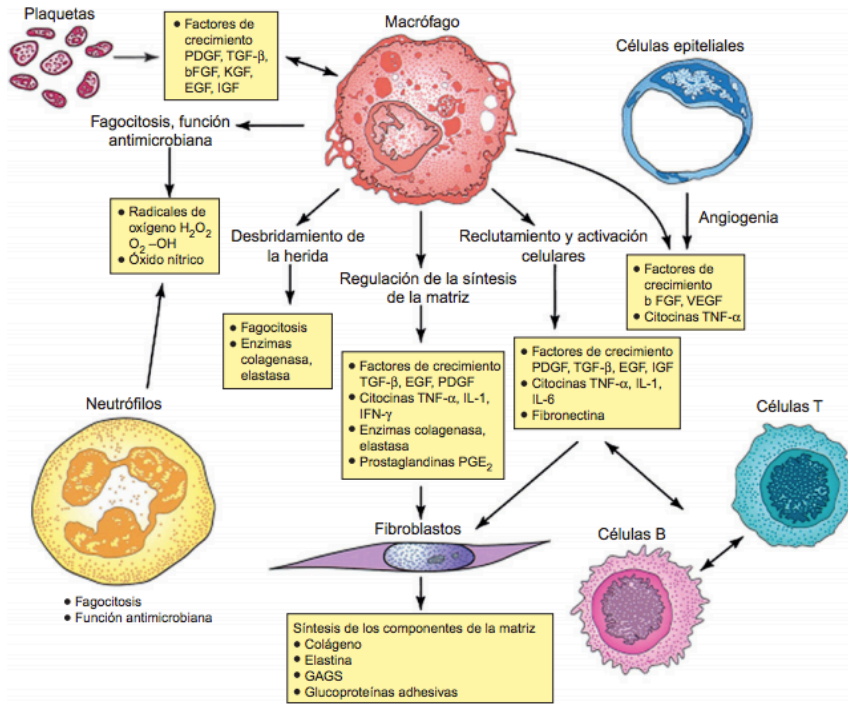 Plaquetas
• Factores de
crecimiento
PDGF, TGF-β,
bFGF, KGF,
EGF, IGF
Macrófago
Células epiteliales
Fagocitosis, función
antimicrobiana
• Radicales de
oxígeno H₂O₂
O₂ –OH
• Óxido nítrico
Desbridamiento de
la herida
• Fagocitosis
• Enzimas
colagenasa,
elastasa
Regulación de la síntesis
de la matriz
• Factores de crecimiento
TGF-β, EGF, PDGF
• Citocinas TNF-α, IL-1,
IFN-γ
• Enzimas colagenasa,
elastasa
• Prostaglandinas PGE₂
Reclutamiento y activación
celulares
• Factores de crecimiento
PDGF, TGF-β, EGF, IGF
• Citocinas TNF-α, IL-1,
IL-6
• Fibronectina
Angiogenia
• Factores de
crecimiento
b FGF, VEGF
• Citocinas TNF-α
Neutrófilos
• Fagocitosis
• Función antimicrobiana
Fibroblastos
Células T
Células B
Síntesis de los componentes de la matriz
• Colágeno
• Elastina
• GAGS
• Glucoproteínas adhesivas